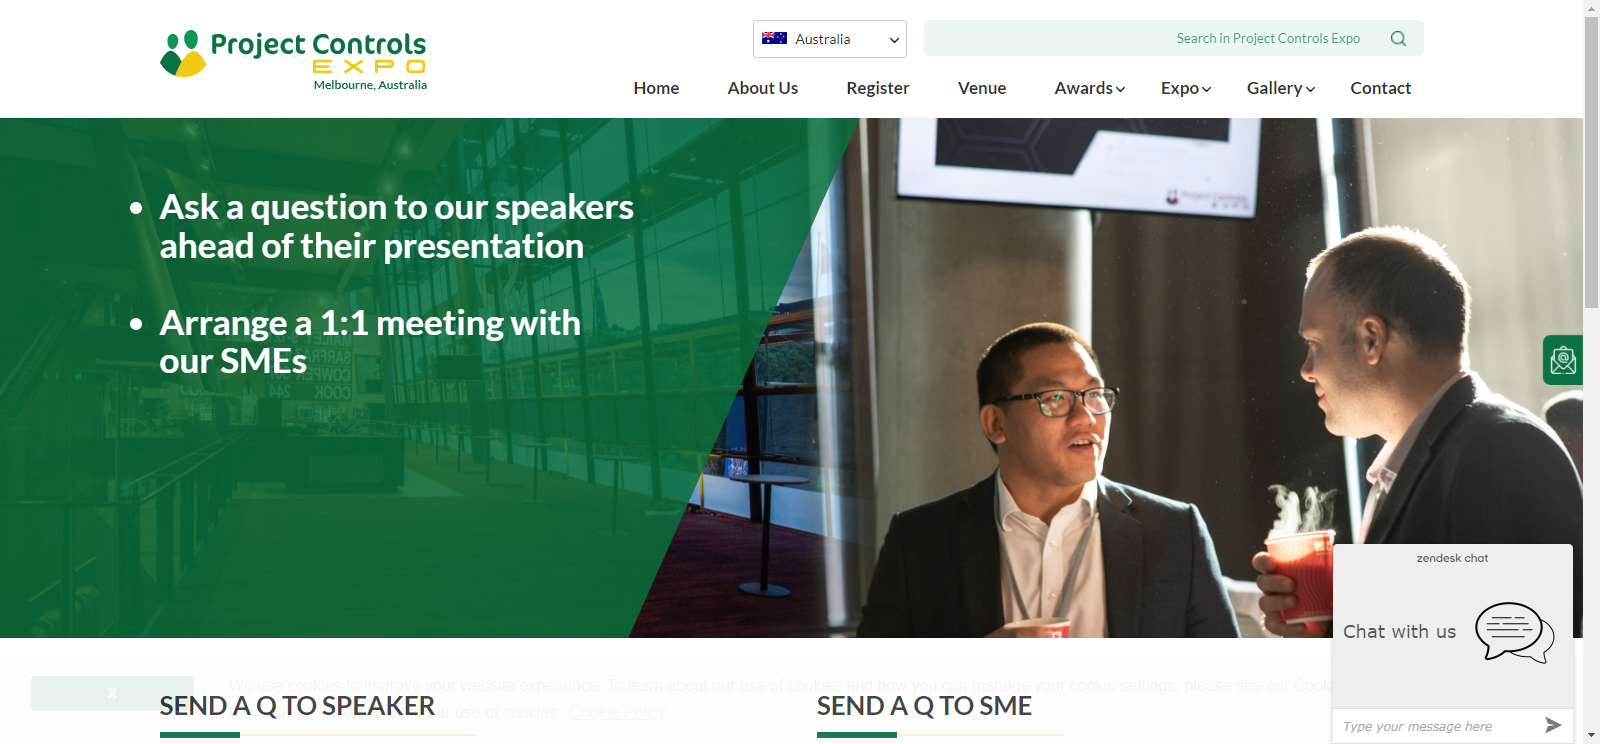 Project Controls
EXPO
Melbourne, Australia
Australia
Search in Project Controls Expo
Home
About Us
Register
Venue
Awards
Expo
Gallery
Contact
Project Controls
EXPO
• Ask a question to our speakers
ahead of their presentation
• Arrange a 1:1 meeting with
our SMEs
COOK
zendesk chat
Chat with us
Type your message here
X
We use cookies to improve your website experience. To learn about our use of cookies and how you can manage your cookie settings, please see our
use of cookies. Cookie Policy
SEND A Q TO SPEAKER
SEND A Q TO SME